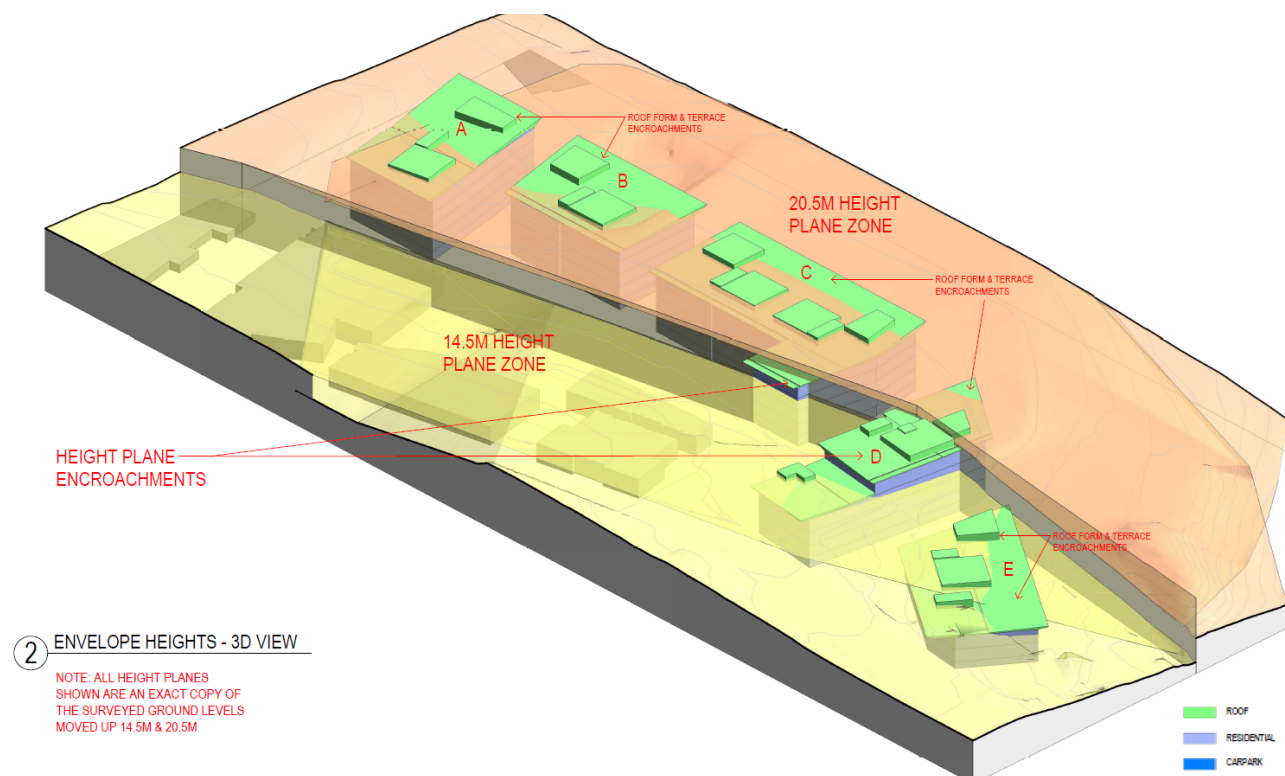 A
ROOF FORM & TERRACE
ENCROACHMENTS
B
20.5M HEIGHT
PLANE ZONE
C
ROOF FORM & TERRACE
ENCROACHMENTS
14.5M HEIGHT
PLANE ZONE
HEIGHT PLANE
ENCROACHMENTS
D
ROOF FORM & TERRACE
ENCROACHMENTS
E
2
ENVELOPE HEIGHTS - 3D VIEW
NOTE: ALL HEIGHT PLANES
SHOWN ARE AN EXACT COPY OF
THE SURVEYED GROUND LEVELS
MOVED UP 14.5M & 20.5M
ROOF
RESIDENTIAL
CARPARK